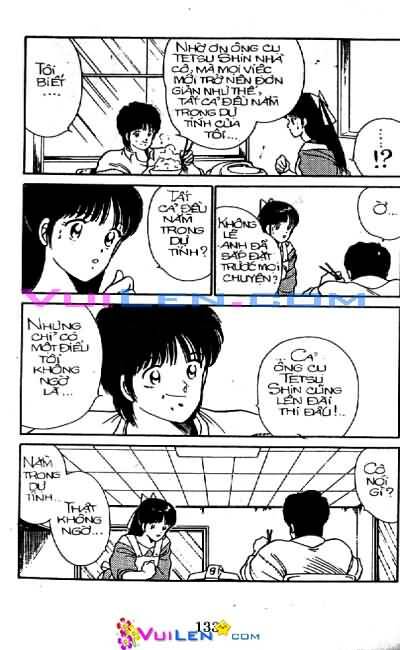 TÔI
BIẾT
....
NHỜ ƠN ÔNG CỤ
TETSU SHIN NHÀ
CÔ, MÀ MỌI VIỆC
MỚI TRỞ NÊN ĐƠN
GIẢN NHƯ THẾ,
TẤT CẢ ĐỀU NẰM
TRONG DỰ
TÍNH CỦA
TÔI...
......
!?
TẤT
CẢ ĐỀU
NẰM
TRONG
DỰ
TÍNH?
KHÔNG
LẼ
ANH ĐÃ
SẮP ĐẶT
TRƯỚC MỌI
CHUYỆN?
Ơ...
VUILEN.COM
NHƯNG
CHỈ CÓ
MỘT ĐIỀU
TÔI
KHÔNG
NGỜ
LÀ...
...CẢ
ÔNG CỤ
TETSU
SHIN CŨNG
LÊN ĐÀI
THI ĐẤU!..
NẰM
TRONG
DỰ
TÍNH...
THẬT
KHÔNG
NGỜ...
CÔ
NÓI
GÌ?
9
133
VUILEN
.com